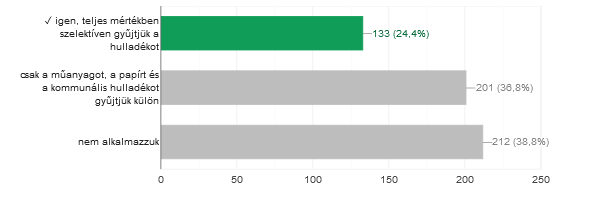 ✓ igen, teljes mértékben
szelektíven gyűjtjük a
hulladékot
133 (24,4%)
csak a műanyagot, a papírt és
a kommunális hulladékot
gyűjtjük külön
201 (36,8%)
nem alkalmazzuk
212 (38,8%)
0 50 100 150 200 250